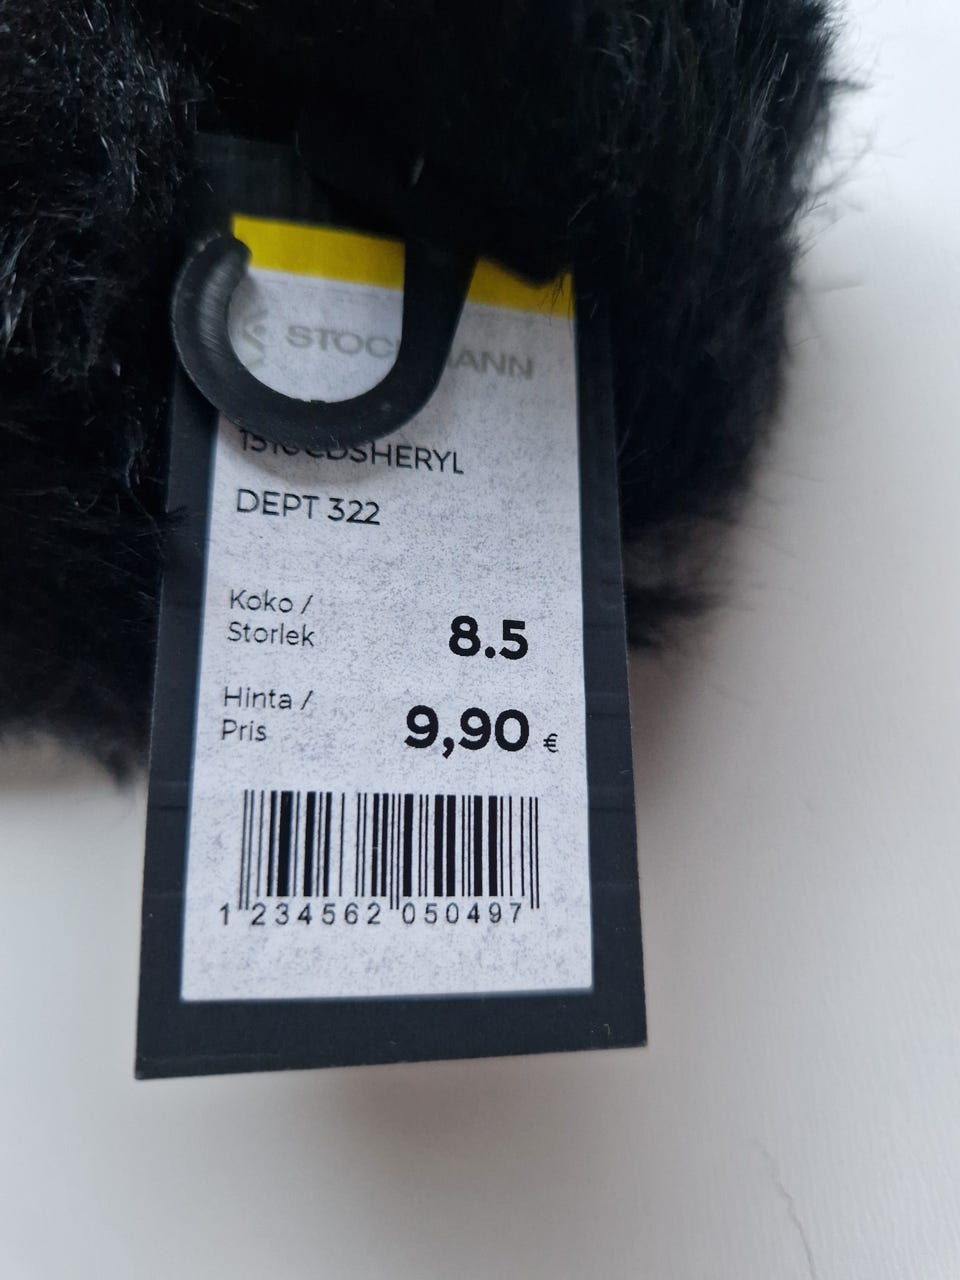 DEPT 322
Koko /
Storlek
8.5
Hinta /
Pris
9,90 €
1 234562 050497